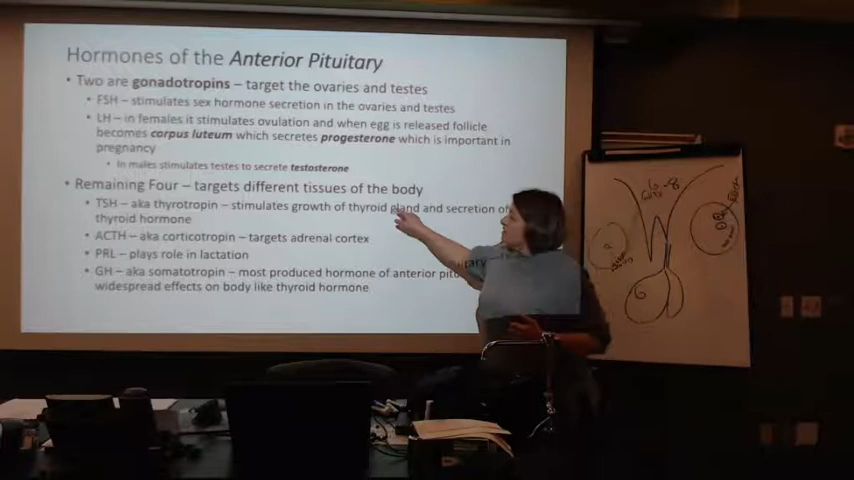 Hormones of the Anterior Pituitary
• Two are gonadotropins – target the ovaries and testes
• FSH – stimulates sex hormone secretion in the ovaries and testes
• LH – in females it stimulates ovulation and when egg is released follicle
becomes corpus luteum which secretes progesterone which is important in
pregnancy
• In males stimulates testes to secrete testosterone
• Remaining Four – targets different tissues of the body
• TSH – aka thyrotropin – stimulates growth of thyroid gland and secretion of
thyroid hormone
• ACTH – aka corticotropin – targets adrenal cortex
• PRL – plays role in lactation
• GH – aka somatotropin – most produced hormone of anterior pituitary –
widespread effects on body like thyroid hormone